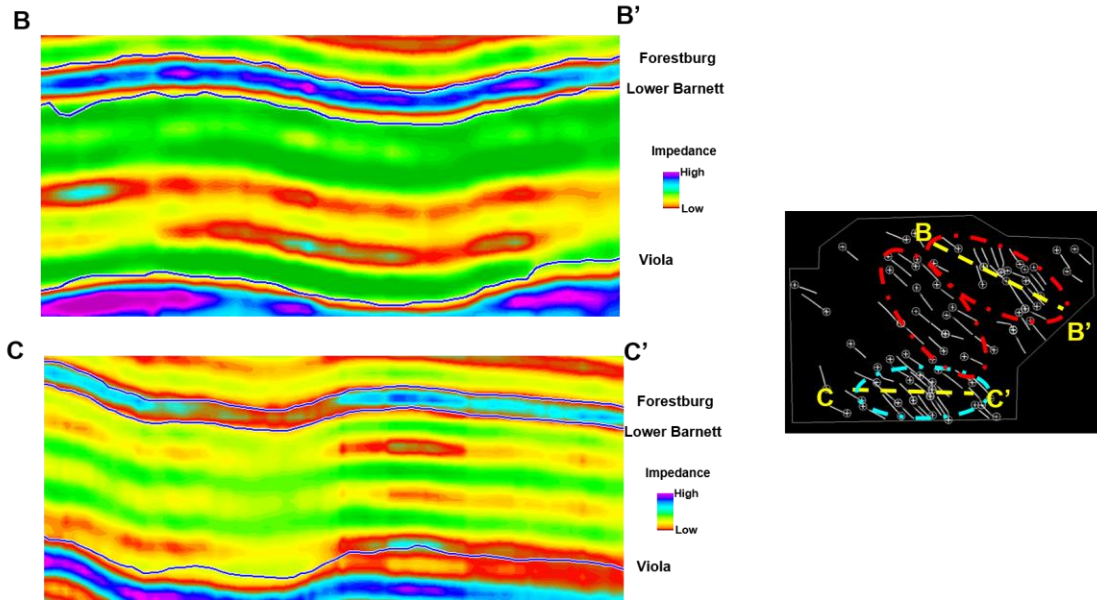 B
B'
Forestburg
Lower Barnett
Impedance
High
Low
Viola
C
C'
Forestburg
Lower Barnett
Impedance
High
Low
Viola
B
B'
C
C'